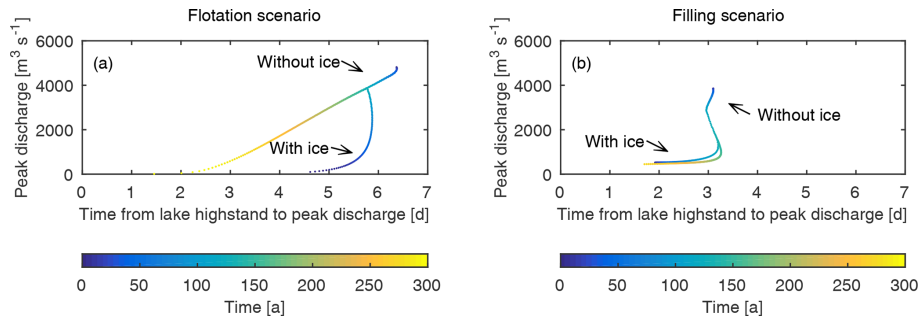 Flotation scenario
6000
4000
2000
0
Peak discharge [m³ s⁻¹]
(a)
Without ice
With ice
0 1 2 3 4 5 6 7
Time from lake highstand to peak discharge [d]
0 50 100 150 200 250 300
Time [a]
Filling scenario
6000
4000
2000
0
Peak discharge [m³ s⁻¹]
(b)
Without ice
With ice
0 1 2 3 4 5 6 7
Time from lake highstand to peak discharge [d]
0 50 100 150 200 250 300
Time [a]